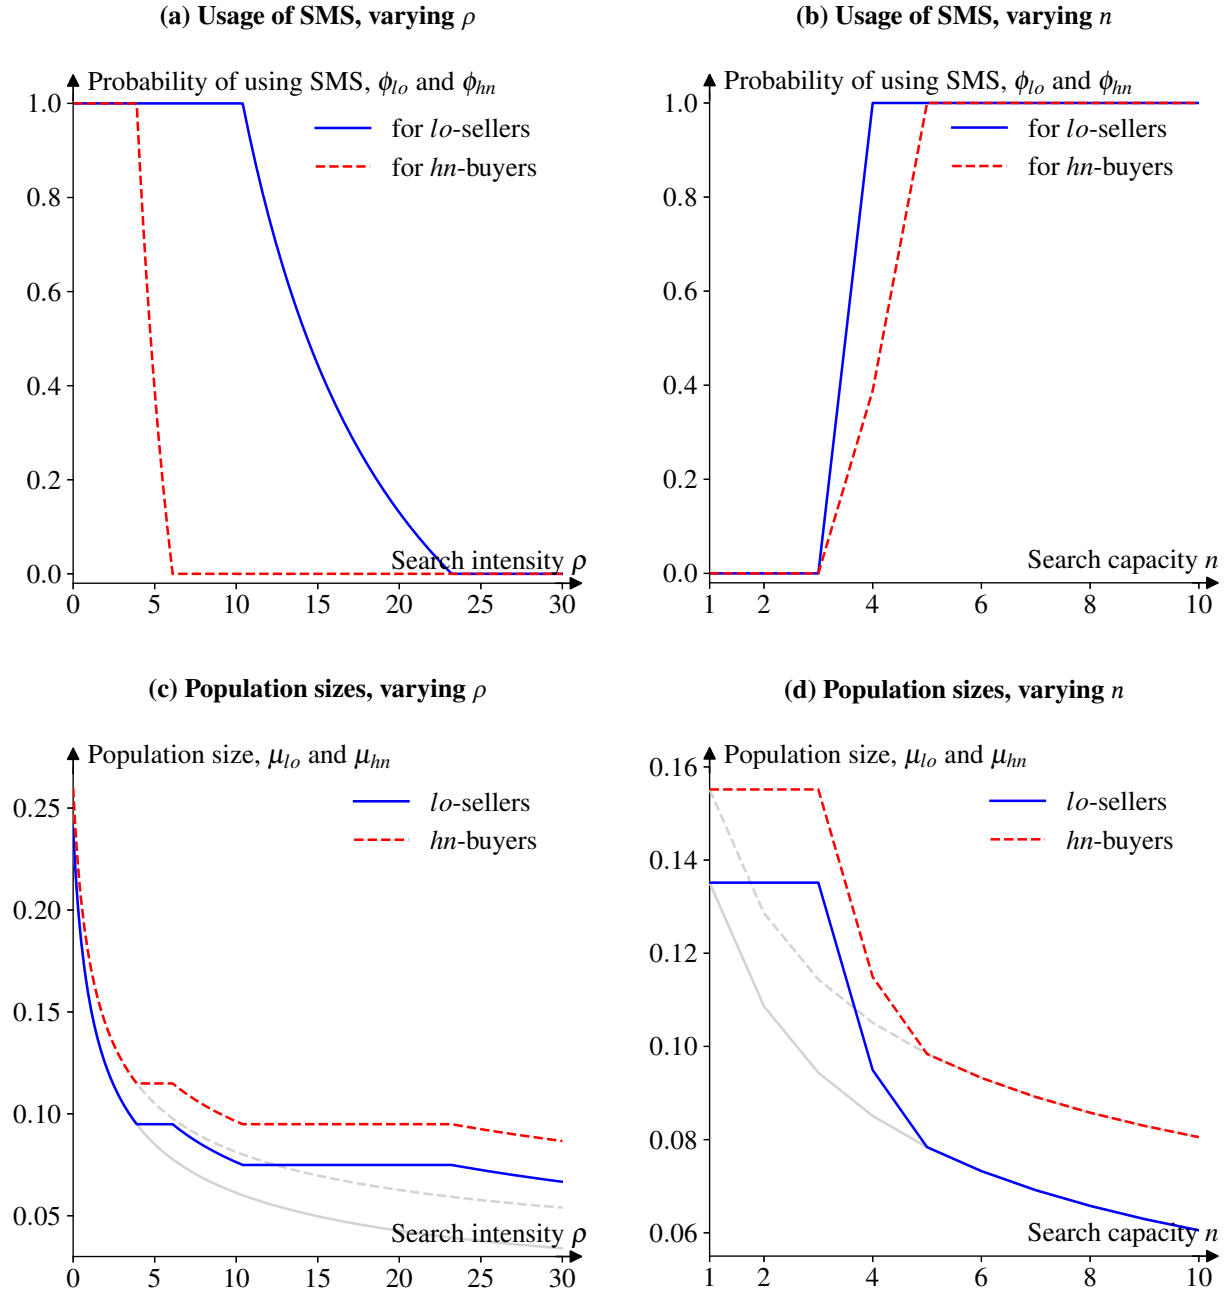 (a) Usage of SMS, varying ρ
Probability of using SMS, ϕlo and ϕhn
1.0
for lo-sellers
for hn-buyers
0.8
0.6
0.4
0.2
Search intensity ρ
0.0
0 5 10 15 20 25 30
(b) Usage of SMS, varying n
Probability of using SMS, ϕlo and ϕhn
1.0
for lo-sellers
for hn-buyers
0.8
0.6
0.4
0.2
Search capacity n
0.0
1 2 4 6 8 10
(c) Population sizes, varying ρ
Population size, μlo and μhn
lo-sellers
0.25
hn-buyers
0.20
0.15
0.10
0.05
Search intensity ρ
0 5 10 15 20 25 30
(d) Population sizes, varying n
Population size, μlo and μhn
0.16
lo-sellers
hn-buyers
0.14
0.12
0.10
0.08
0.06
Search capacity n
1 2 4 6 8 10